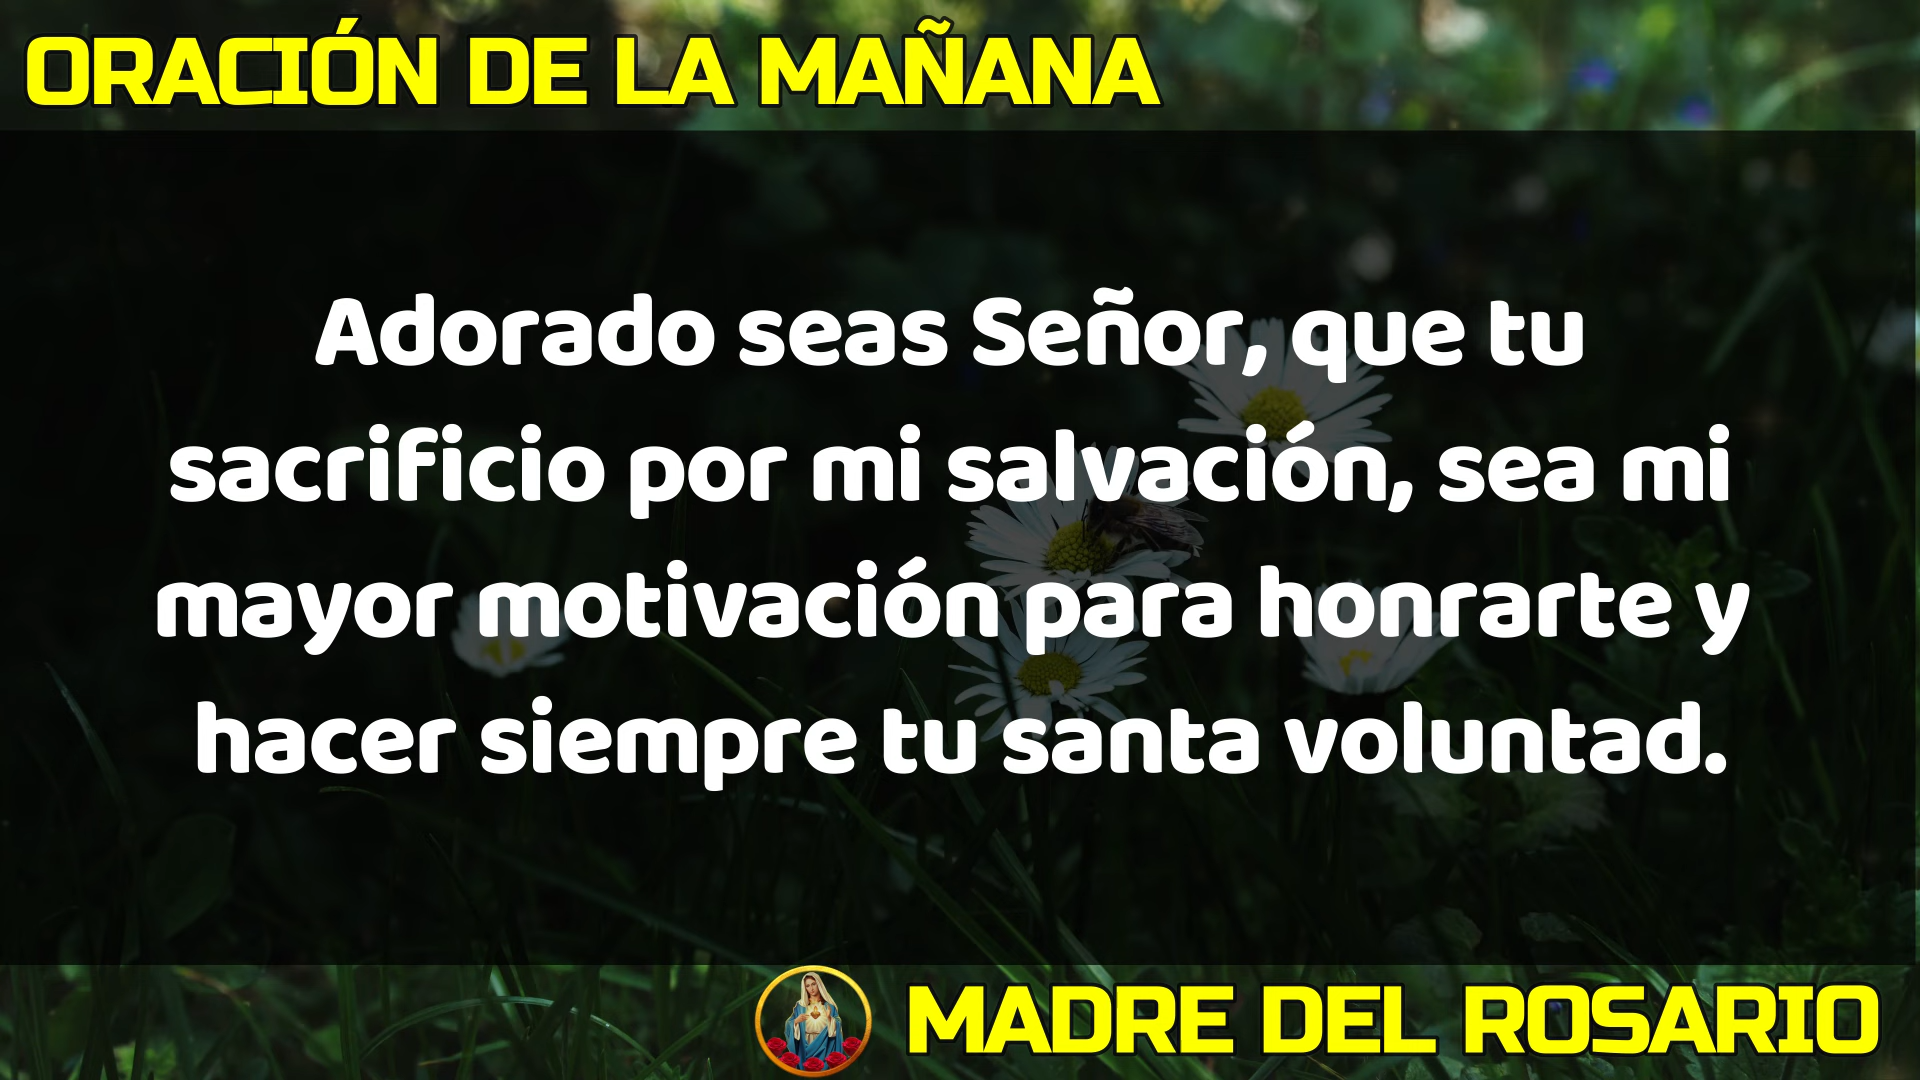 ORACIÓN DE LA MAÑANA
Adorado seas Señor, que tu
sacrificio por mi salvación, sea mi
mayor motivación para honrarte y
hacer siempre tu santa voluntad.
MADRE DEL ROSARIO